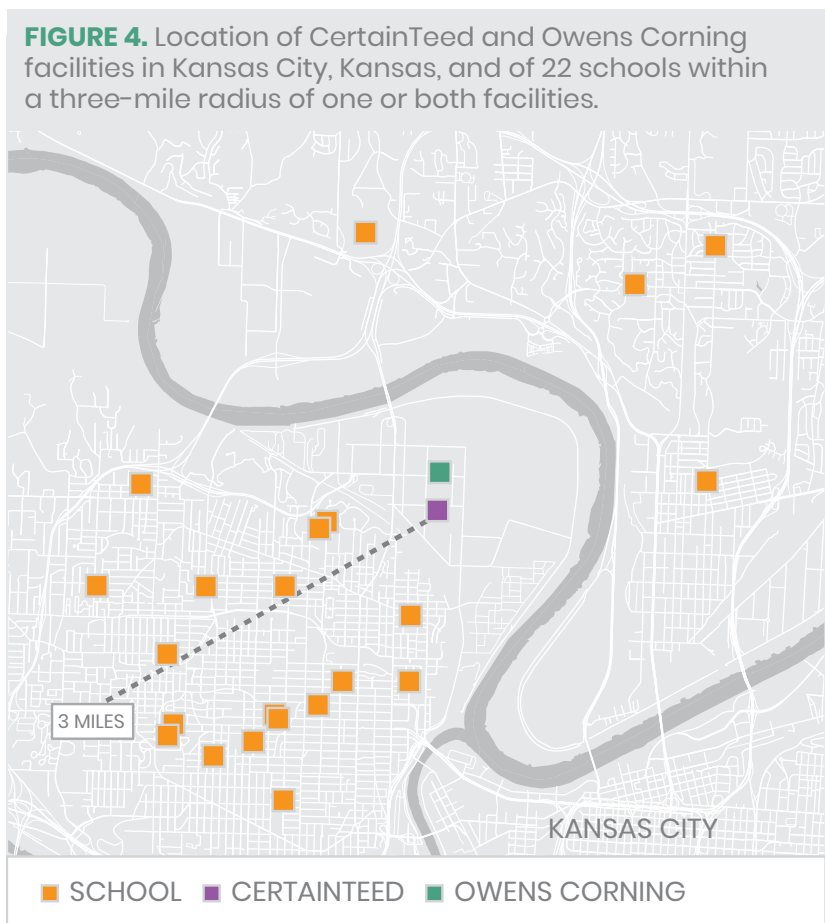 FIGURE 4. Location of CertainTeed and Owens Corning
facilities in Kansas City, Kansas, and of 22 schools within
a three-mile radius of one or both facilities.
3 MILES
KANSAS CITY
SCHOOL CERTAINTEED OWENS CORNING